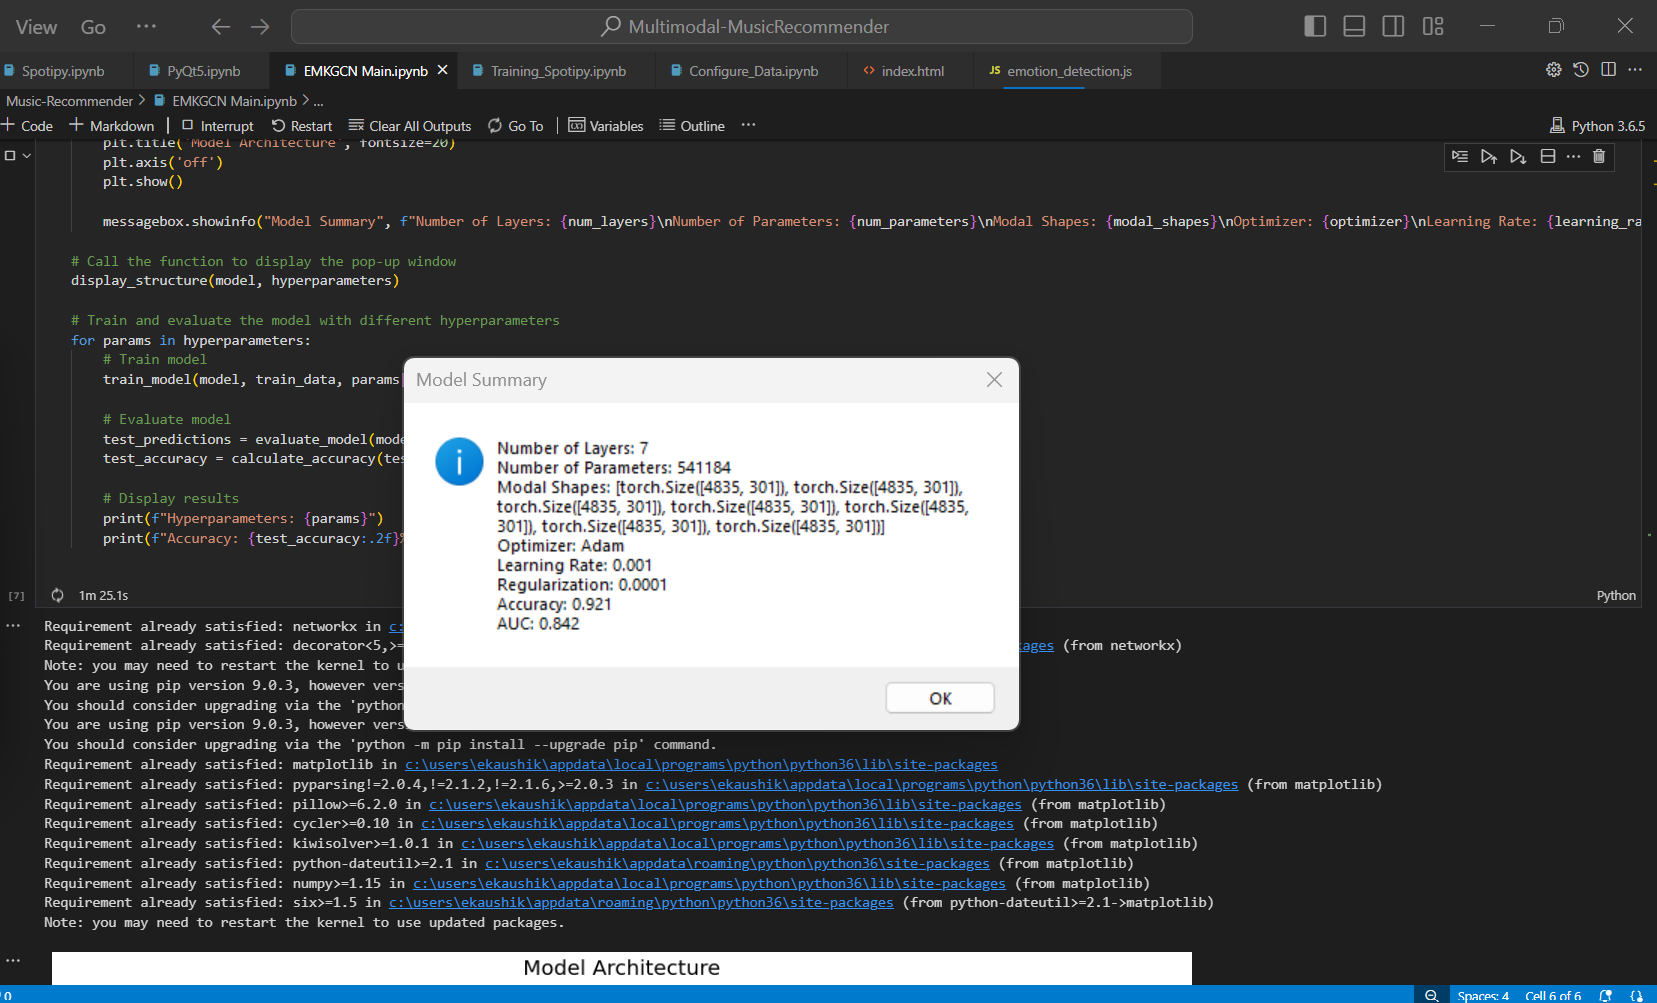 View Go ··· Multimodal-MusicRecommender
Spotipy.ipynb PyQt5.ipynb EMKGCN Main.ipynb Training_Spotipy.ipynb Configure_Data.ipynb <> index.html JS emotion_detection.js
Music-Recommender > EMKGCN Main.ipynb > ...
+ Code + Markdown | Interrupt Restart Clear All Outputs Go To | Variables Outline ··· Python 3.6.5
plt.title('Model Architecture', fontsize=20)
plt.axis('off')
plt.show()
messagebox.showinfo("Model Summary", f"Number of Layers: {num_layers}\nNumber of Parameters: {num_parameters}\nModal Shapes: {modal_shapes}\nOptimizer: {optimizer}\nLearning Rate: {learning_ra
# Call the function to display the pop-up window
display_structure(model, hyperparameters)
# Train and evaluate the model with different hyperparameters
for params in hyperparameters:
# Train model
train_model(model, train_data, params
# Evaluate model
test_predictions = evaluate_model(mode
test_accuracy = calculate_accuracy(tes
# Display results
print(f"Hyperparameters: {params}")
print(f"Accuracy: {test_accuracy:.2f}%
[7] 1m 25.1s Python
Model Summary
Number of Layers: 7
Number of Parameters: 541184
Modal Shapes: [torch.Size([4835, 301]), torch.Size([4835, 301]),
torch.Size([4835, 301]), torch.Size([4835, 301]), torch.Size([4835,
301]), torch.Size([4835, 301]), torch.Size([4835, 301])]
Optimizer: Adam
Learning Rate: 0.001
Regularization: 0.0001
Accuracy: 0.921
AUC: 0.842
OK
Requirement already satisfied: networkx in c:
Requirement already satisfied: decorator<5,>= ages (from networkx)
Note: you may need to restart the kernel to u
You are using pip version 9.0.3, however vers
You should consider upgrading via the 'python
You are using pip version 9.0.3, however vers
You should consider upgrading via the 'python -m pip install --upgrade pip' command.
Requirement already satisfied: matplotlib in c:\users\ekaushik\appdata\local\programs\python\python36\lib\site-packages
Requirement already satisfied: pyparsing!=2.0.4,!=2.1.2,!=2.1.6,>=2.0.3 in c:\users\ekaushik\appdata\local\programs\python\python36\lib\site-packages (from matplotlib)
Requirement already satisfied: pillow>=6.2.0 in c:\users\ekaushik\appdata\local\programs\python\python36\lib\site-packages (from matplotlib)
Requirement already satisfied: cycler>=0.10 in c:\users\ekaushik\appdata\local\programs\python\python36\lib\site-packages (from matplotlib)
Requirement already satisfied: kiwisolver>=1.0.1 in c:\users\ekaushik\appdata\local\programs\python\python36\lib\site-packages (from matplotlib)
Requirement already satisfied: python-dateutil>=2.1 in c:\users\ekaushik\appdata\roaming\python\python36\site-packages (from matplotlib)
Requirement already satisfied: numpy>=1.15 in c:\users\ekaushik\appdata\local\programs\python\python36\lib\site-packages (from matplotlib)
Requirement already satisfied: six>=1.5 in c:\users\ekaushik\appdata\roaming\python\python36\site-packages (from python-dateutil>=2.1->matplotlib)
Note: you may need to restart the kernel to use updated packages.
Model Architecture
0 Spaces: 4 Cell 6 of 6